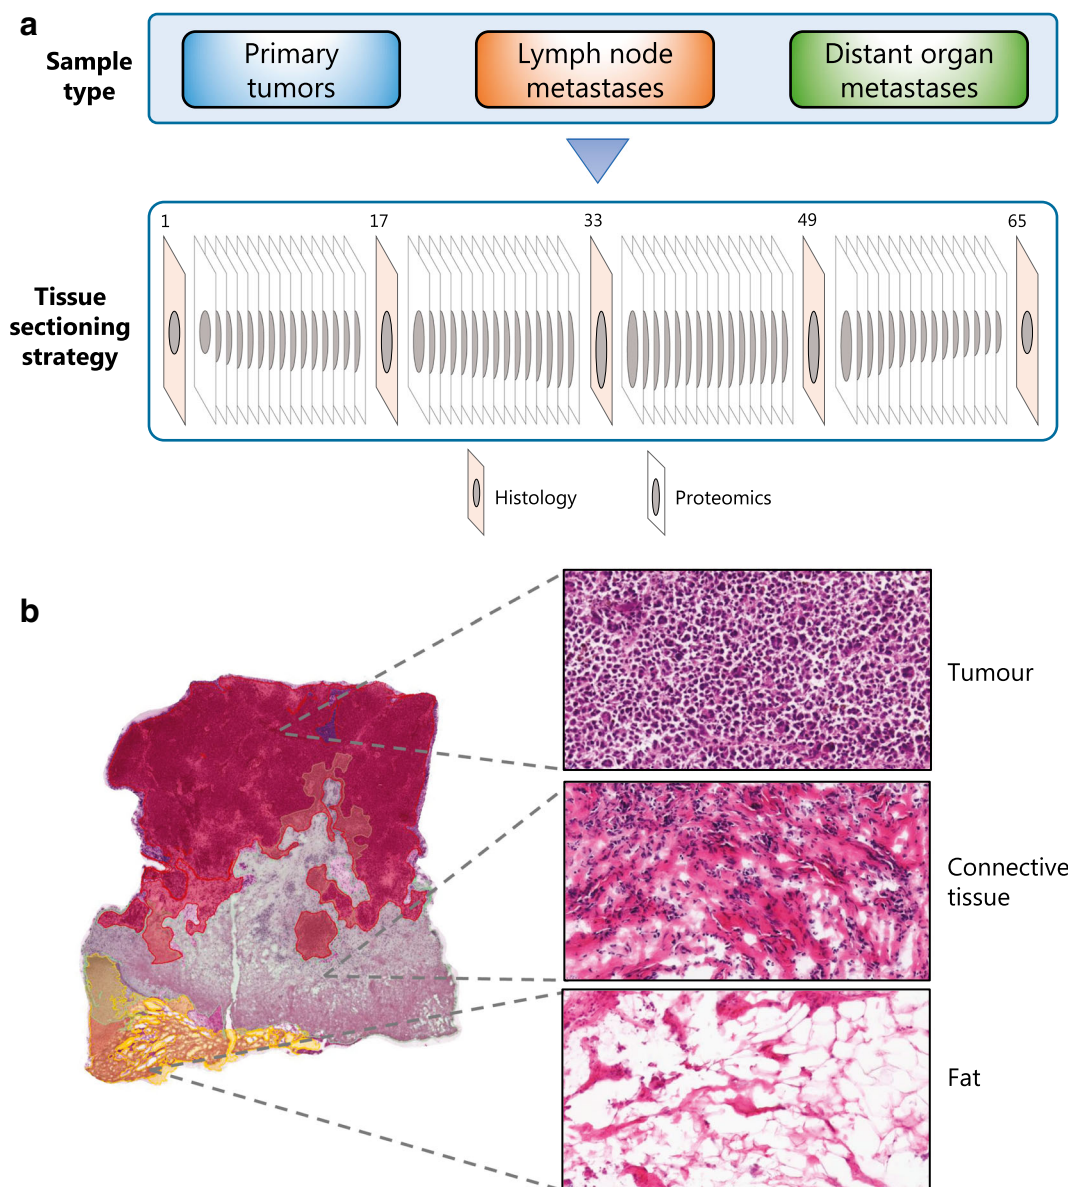 a
Sample
type
Primary
tumors
Lymph node
metastases
Distant organ
metastases
1
17
33
49
65
Tissue
sectioning
strategy
Histology
Proteomics
b
Tumour
Connective
tissue
Fat